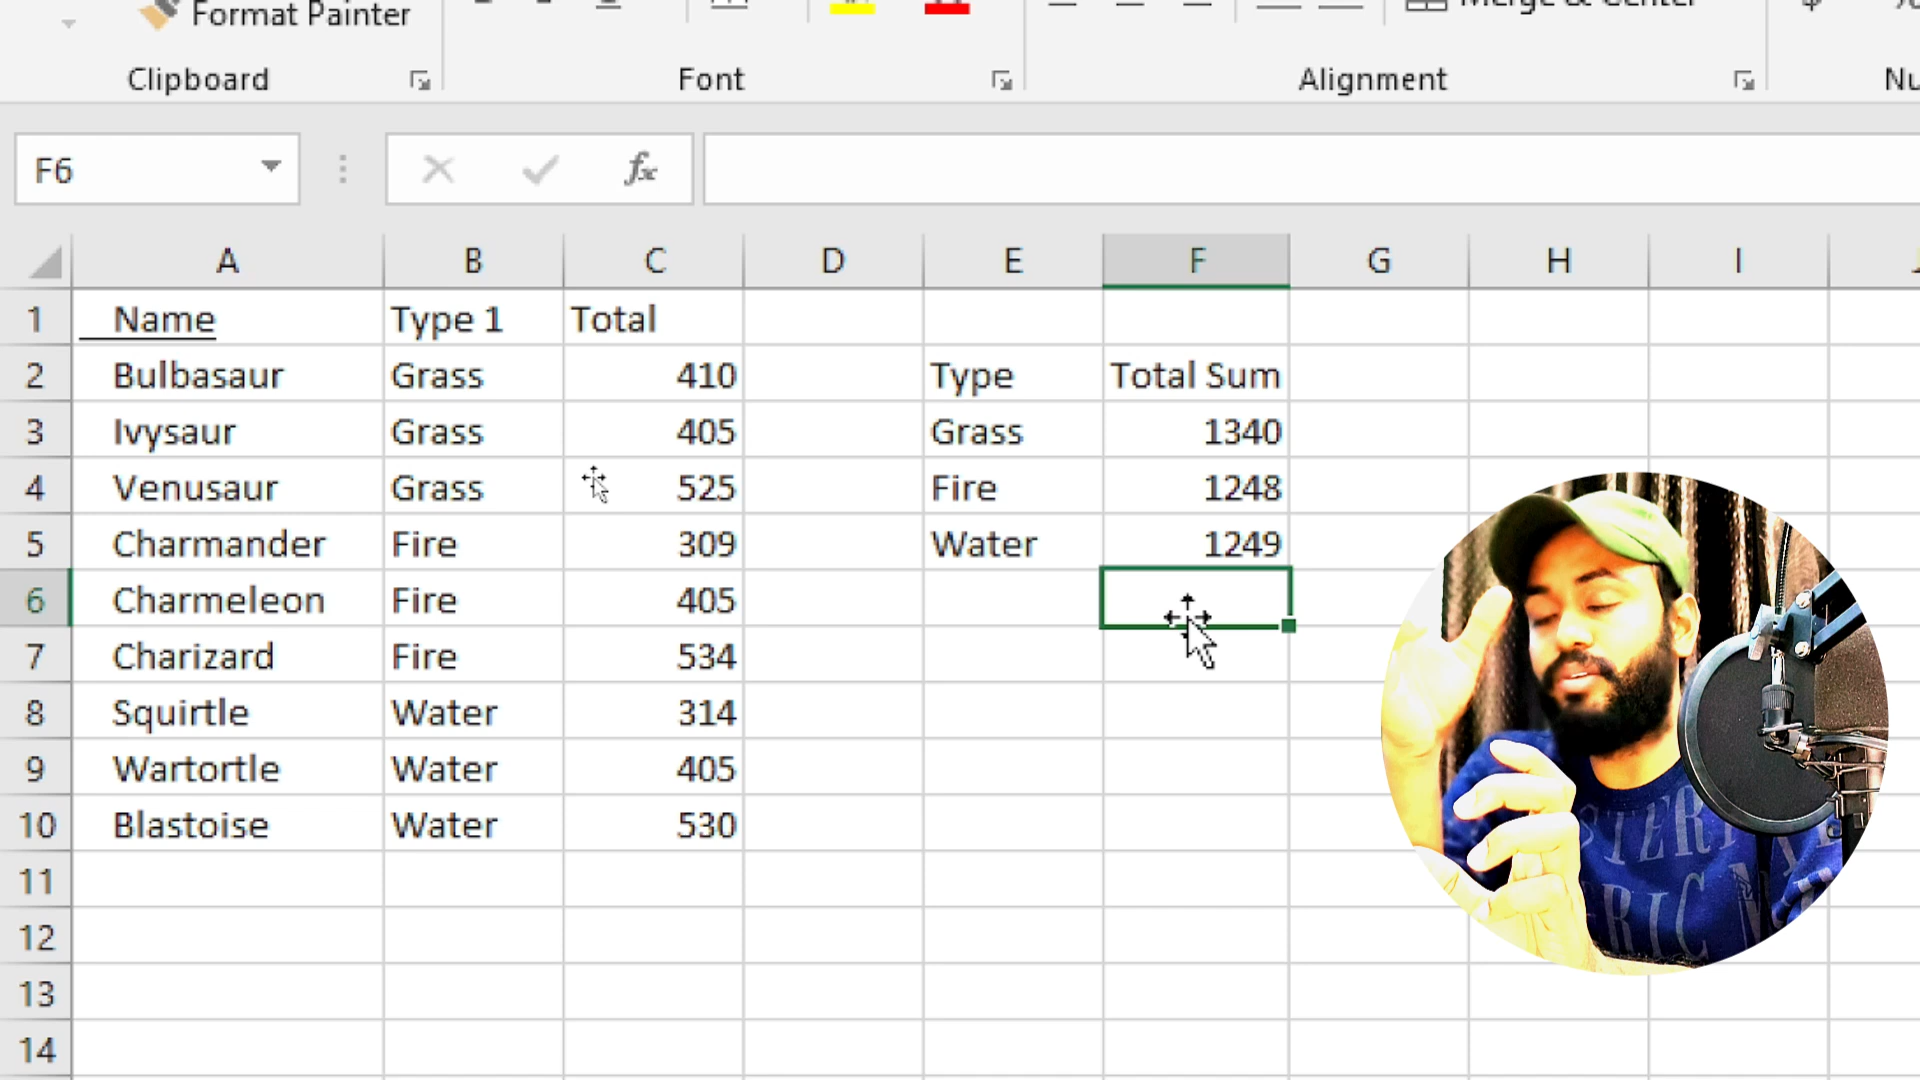 Format Painter
Merge & Center
$ %
Clipboard Font Alignment Nu
F6 fx
A B C D E F G H I
1 Name Type 1 Total
2 Bulbasaur Grass 410 Type Total Sum
3 Ivysaur Grass 405 Grass 1340
4 Venusaur Grass 525 Fire 1248
5 Charmander Fire 309 Water 1249
6 Charmeleon Fire 405
7 Charizard Fire 534
8 Squirtle Water 314
9 Wartortle Water 405
10 Blastoise Water 530
11
12
13
14